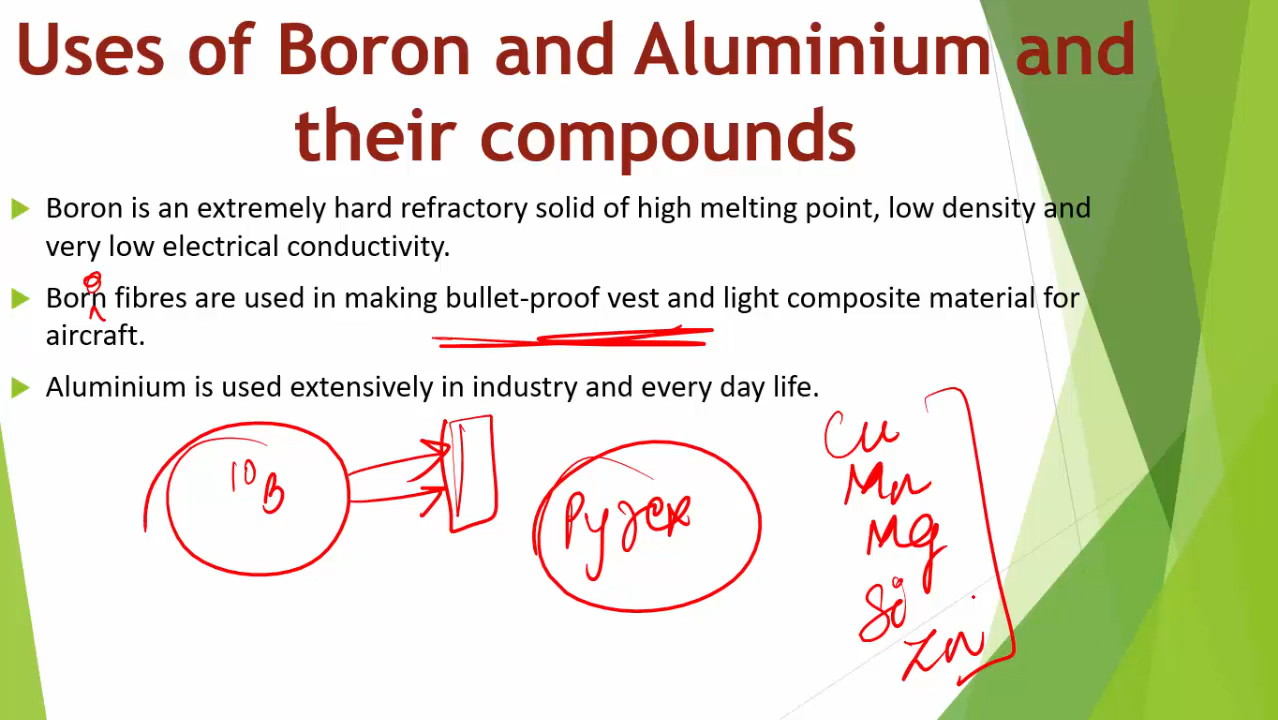 Uses of Boron and Aluminium and
their compounds
Boron is an extremely hard refractory solid of high melting point, low density and
very low electrical conductivity.
o
Born fibres are used in making bullet-proof vest and light composite material for
aircraft.
Aluminium is used extensively in industry and every day life.
Cu
10B
Mn
Pyrex
Mg
Si
Zn